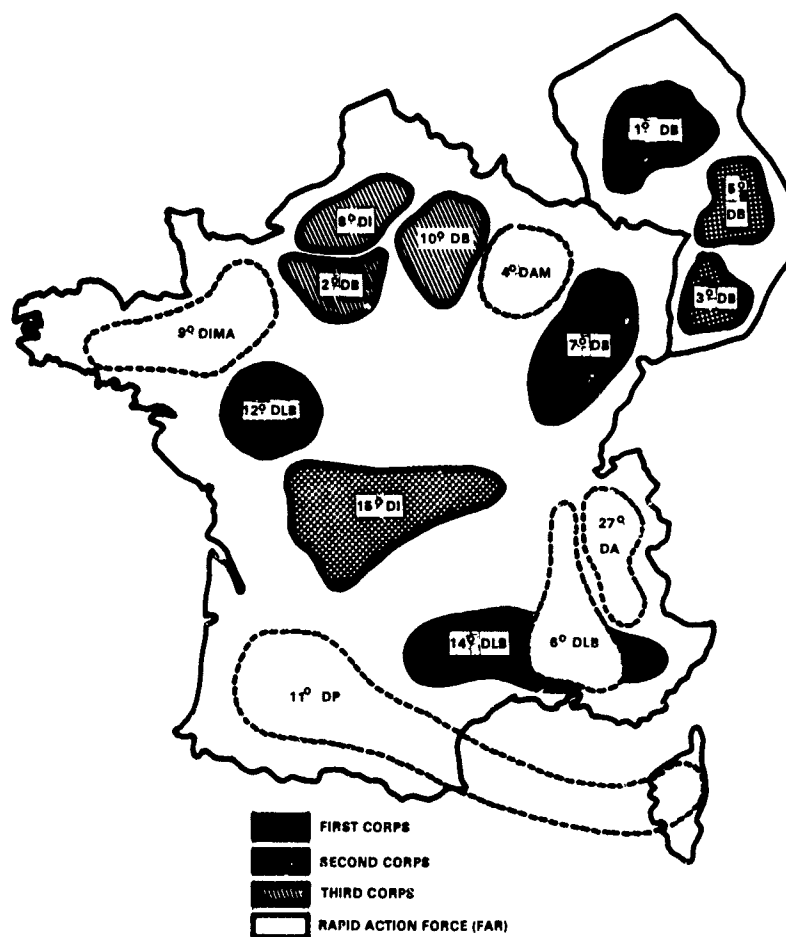 1º DB
5º
DB
8º DI
10º DB
4º DAM
2º DB
3º DB
9º DIMA
7º DB
12º DLB
15º DI
27º
DA
14º DLB
6º DLB
11º DP
FIRST CORPS
SECOND CORPS
THIRD CORPS
RAPID ACTION FORCE (FAR)